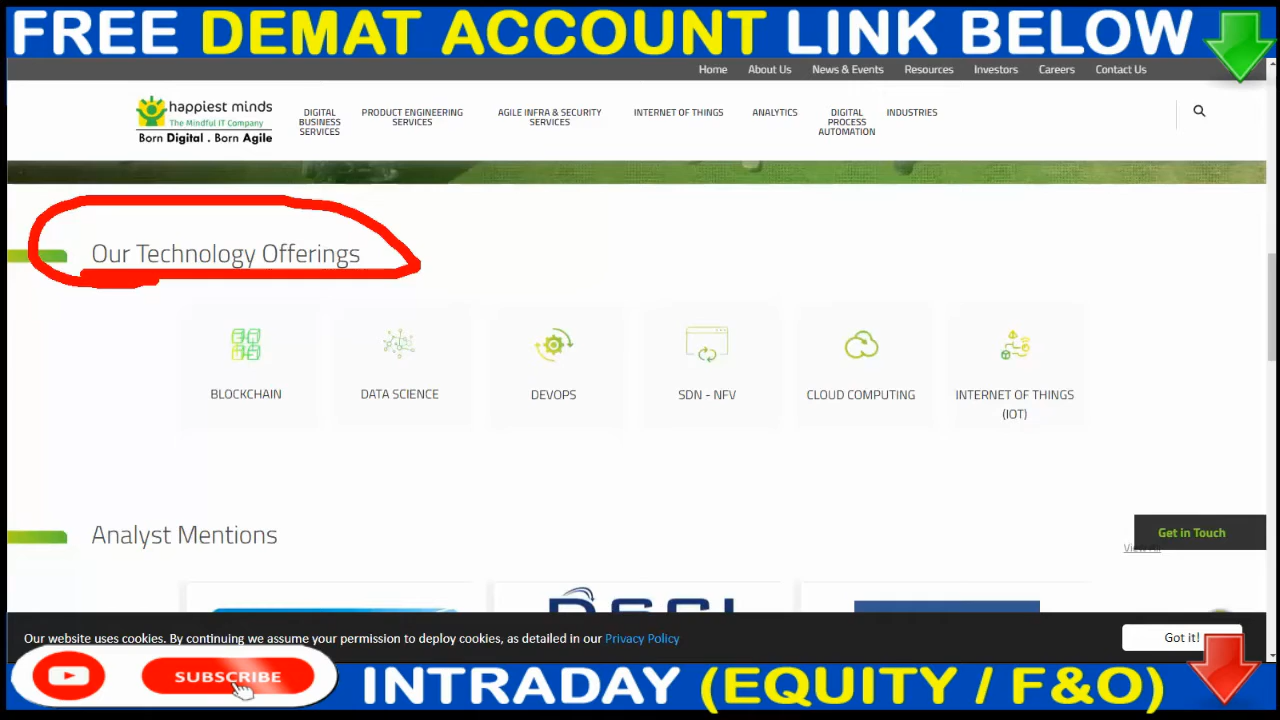 FREE DEMAT ACCOUNT LINK BELOW
Home About Us News & Events Resources Investors Careers Contact Us
happiest minds
The Mindful IT Company
Born Digital . Born Agile
DIGITAL BUSINESS SERVICES
PRODUCT ENGINEERING SERVICES
AGILE INFRA & SECURITY SERVICES
INTERNET OF THINGS
ANALYTICS
DIGITAL PROCESS AUTOMATION
INDUSTRIES
Our Technology Offerings
BLOCKCHAIN
DATA SCIENCE
DEVOPS
SDN - NFV
CLOUD COMPUTING
INTERNET OF THINGS
(IOT)
Analyst Mentions
Get in Touch
View All
Our website uses cookies. By continuing we assume your permission to deploy cookies, as detailed in our Privacy Policy
Got it!
SUBSCRIBE
INTRADAY (EQUITY / F&O)